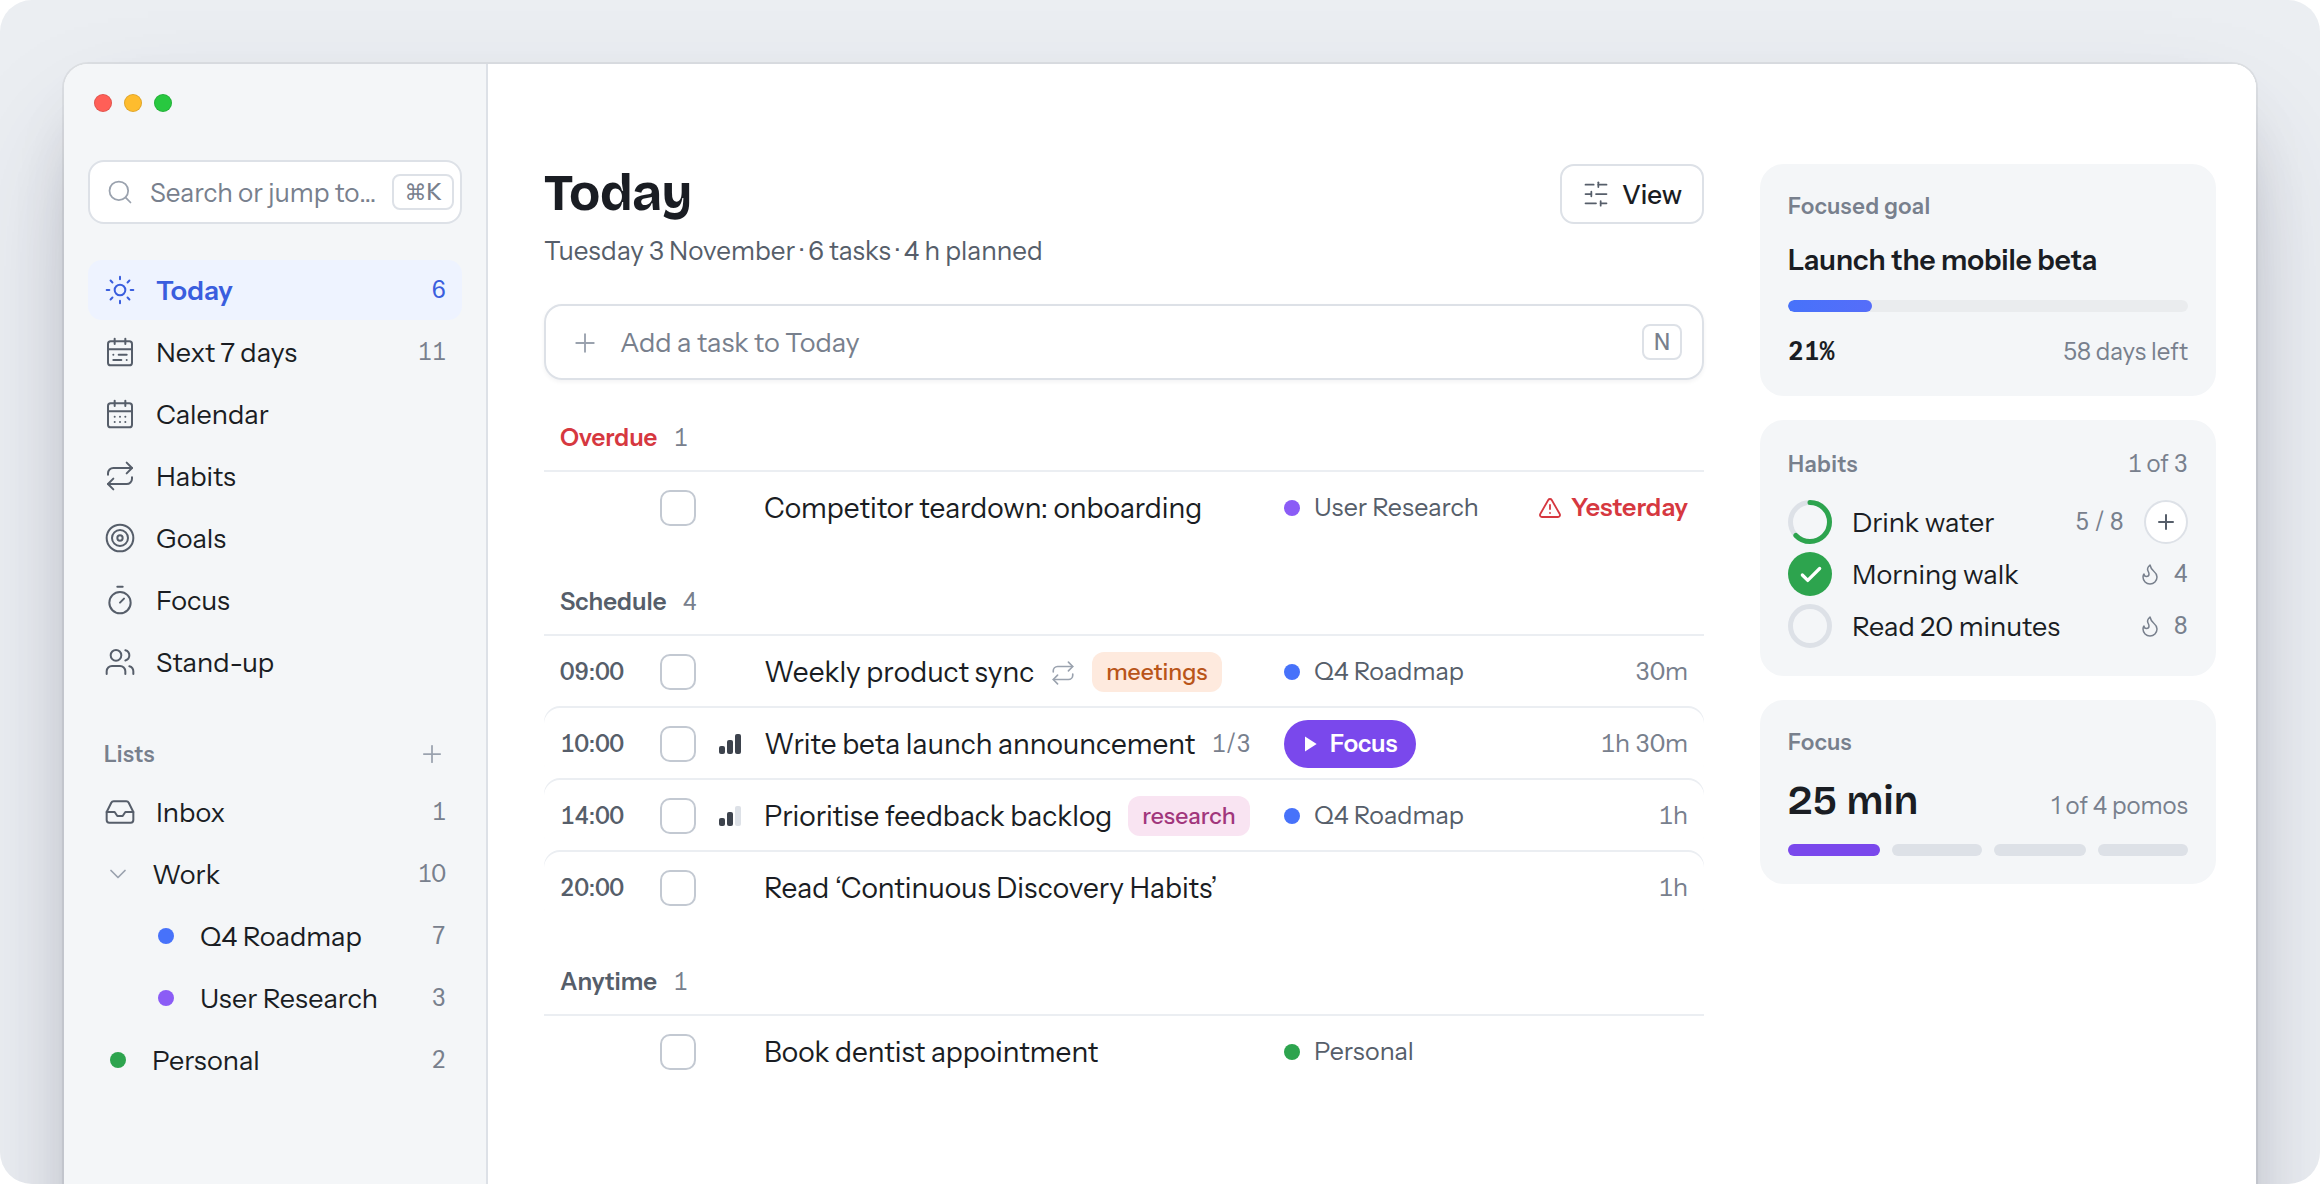 Search or jump to...
⌘K
Today 6
Next 7 days 11
Calendar
Habits
Goals
Focus
Stand-up
Lists
Inbox 1
Work 10
Q4 Roadmap 7
User Research 3
Personal 2
Today
View
Tuesday 3 November · 6 tasks · 4 h planned
Add a task to Today
N
Overdue 1
Competitor teardown: onboarding User Research Yesterday
Schedule 4
09:00 Weekly product sync meetings Q4 Roadmap 30m
10:00 Write beta launch announcement 1/3 Focus 1h 30m
14:00 Prioritise feedback backlog research Q4 Roadmap 1h
20:00 Read ‘Continuous Discovery Habits’ 1h
Anytime 1
Book dentist appointment Personal
Focused goal
Launch the mobile beta
21% 58 days left
Habits 1 of 3
Drink water 5 / 8
Morning walk 4
Read 20 minutes 8
Focus
25 min 1 of 4 pomos